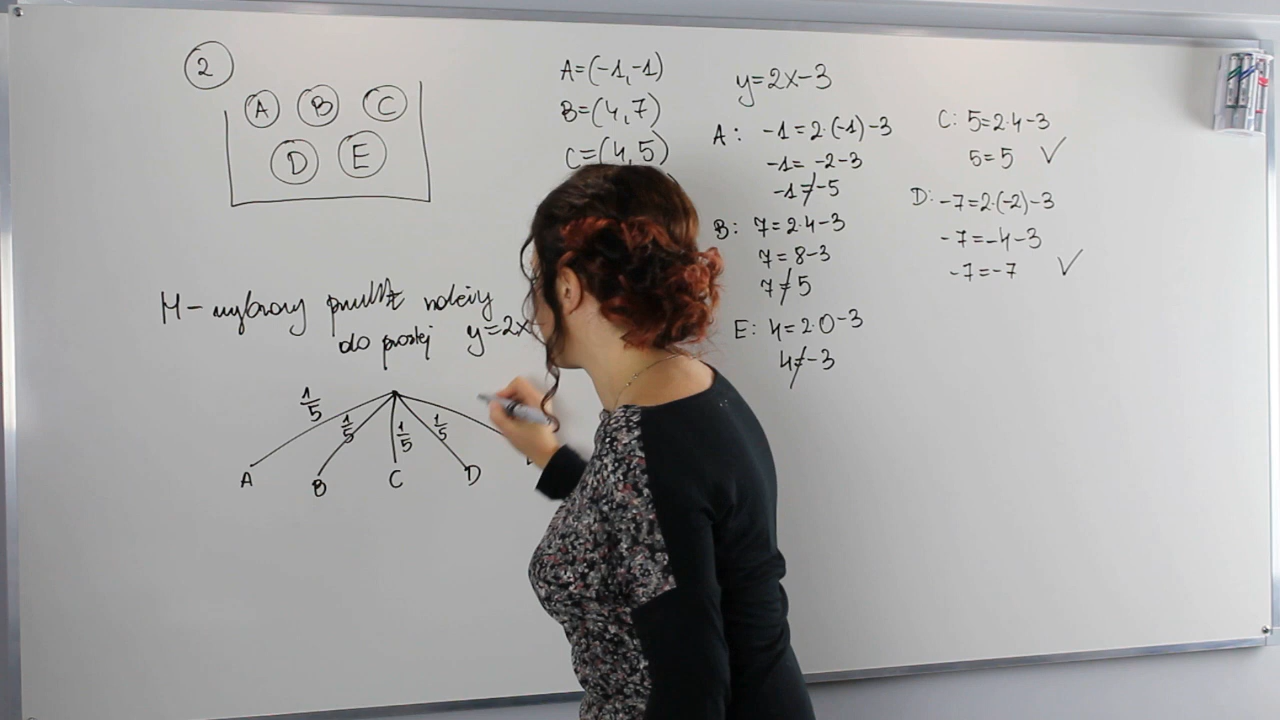 2
A B C
D E
A=(-1,-1)
B=(4,7)
C=(4,5)
y=2x-3
A: -1=2·(-1)-3
-1=-2-3
-1≠-5
B: 7=2·4-3
7=8-3
7≠5
E: 4=2·0-3
4≠-3
C: 5=2·4-3
5=5 ✓
D: -7=2·(-2)-3
-7=-4-3
-7=-7 ✓
M- wybrany punkt należy
do prostej y=2x
1/5 1/5 1/5 1/5
A B C D